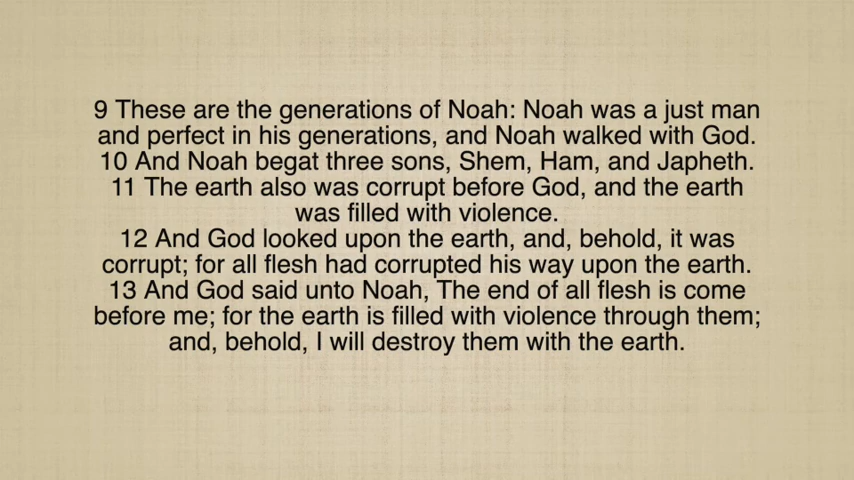 9 These are the generations of Noah: Noah was a just man
and perfect in his generations, and Noah walked with God.
10 And Noah begat three sons, Shem, Ham, and Japheth.
11 The earth also was corrupt before God, and the earth
was filled with violence.
12 And God looked upon the earth, and, behold, it was
corrupt; for all flesh had corrupted his way upon the earth.
13 And God said unto Noah, The end of all flesh is come
before me; for the earth is filled with violence through them;
and, behold, I will destroy them with the earth.